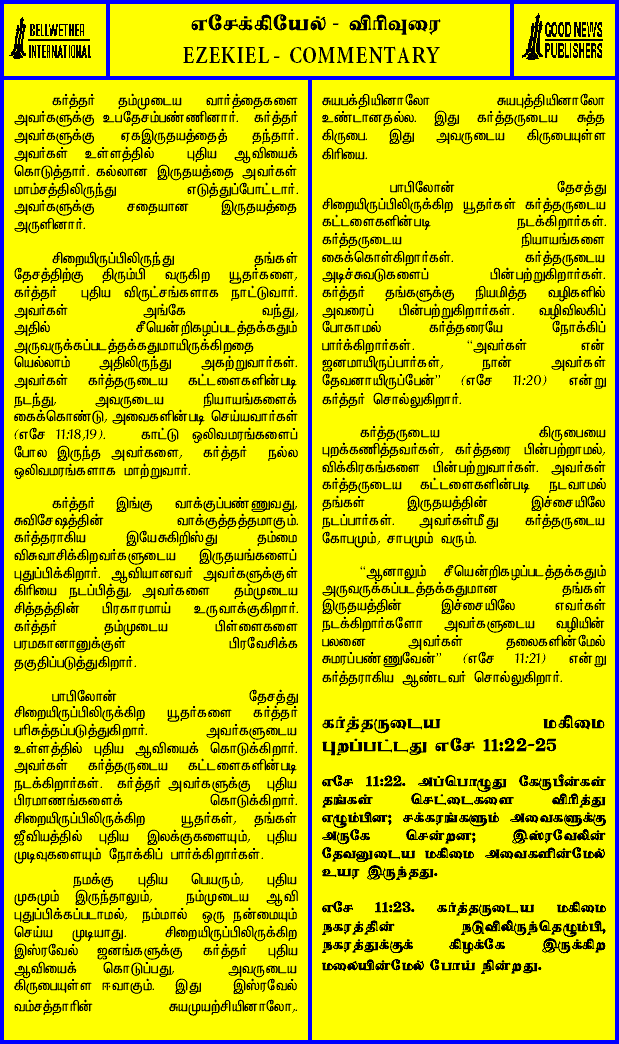 BELLWETHER
INTERNATIONAL
எசேக்கியேல் - விரிவுரை
EZEKIEL - COMMENTARY
GOOD NEWS
PUBLISHERS
கர்த்தர் தம்முடைய வார்த்தைகளை
அவர்களுக்கு உபதேசம்பண்ணினார். கர்த்தர்
அவர்களுக்கு ஏகஇருதயத்தைத் தந்தார்.
அவர்கள் உள்ளத்தில் புதிய ஆவியைக்
கொடுத்தார். கல்லான இருதயத்தை அவர்கள்
மாம்சத்திலிருந்து எடுத்துப்போட்டார்.
அவர்களுக்கு சதையான இருதயத்தை
அருளினார்.
சிறையிருப்பிலிருந்து தங்கள்
தேசத்திற்கு திரும்பி வருகிற யூதர்களை,
கர்த்தர் புதிய விருட்சங்களாக நாட்டுவார்.
அவர்கள் அங்கே வந்து,
அதில் சீயென்றிகழப்படத்தக்கதும்
அருவருக்கப்படத்தக்கதுமாயிருக்கிறதை
யெல்லாம் அதிலிருந்து அகற்றுவார்கள்.
அவர்கள் கர்த்தருடைய கட்டளைகளின்படி
நடந்து, அவருடைய நியாயங்களைக்
கைக்கொண்டு, அவைகளின்படி செய்யவார்கள்
(எசே 11:18,19). காட்டு ஒலிவமரங்களைப்
போல இருந்த அவர்களை, கர்த்தர் நல்ல
ஒலிவமரங்களாக மாற்றுவார்.
கர்த்தர் இங்கு வாக்குப்பண்ணுவது,
சுவிசேஷத்தின் வாக்குத்தத்தமாகும்.
கர்த்தராகிய இயேசுகிறிஸ்து தம்மை
விசுவாசிக்கிறவர்களுடைய இருதயங்களைப்
புதுப்பிக்கிறார். ஆவியானவர் அவர்களுக்குள்
கிரியை நடப்பித்து, அவர்களை தம்முடைய
சித்தத்தின் பிரகாரமாய் உருவாக்குகிறார்.
கர்த்தர் தம்முடைய பிள்ளைகளை
பரமகானானுக்குள் பிரவேசிக்க
தகுதிப்படுத்துகிறார்.
பாபிலோன் தேசத்து
சிறையிருப்பிலிருக்கிற யூதர்களை கர்த்தர்
பரிசுத்தப்படுத்துகிறார். அவர்களுடைய
உள்ளத்தில் புதிய ஆவியைக் கொடுக்கிறார்.
அவர்கள் கர்த்தருடைய கட்டளைகளின்படி
நடக்கிறார்கள். கர்த்தர் அவர்களுக்கு புதிய
பிரமாணங்களைக் கொடுக்கிறார்.
சிறையிருப்பிலிருக்கிற யூதர்கள், தங்கள்
ஜீவியத்தில் புதிய இலக்குகளையும், புதிய
முடிவுகளையும் நோக்கிப் பார்க்கிறார்கள்.
நமக்கு புதிய பெயரும், புதிய
முகமும் இருந்தாலும், நம்முடைய ஆவி
புதுப்பிக்கப்படாமல், நம்மால் ஒரு நன்மையும்
செய்ய முடியாது. சிறையிருப்பிலிருக்கிற
இஸ்ரவேல் ஜனங்களுக்கு கர்த்தர் புதிய
ஆவியைக் கொடுப்பது, அவருடைய
கிருபையுள்ள ஈவாகும். இது இஸ்ரவேல்
வம்சத்தாரின் சுயமுயற்சியினாலோ,.
சுயபக்தியினாலோ சுயபுத்தியினாலோ
உண்டானதல்ல. இது கர்த்தருடைய சுத்த
கிருபை. இது அவருடைய கிருபையுள்ள
கிரியை.
பாபிலோன் தேசத்து
சிறையிருப்பிலிருக்கிற யூதர்கள் கர்த்தருடைய
கட்டளைகளின்படி நடக்கிறார்கள்.
கர்த்தருடைய நியாயங்களை
கைக்கொள்கிறார்கள். கர்த்தருடைய
அடிச்சுவடுகளைப் பின்பற்றுகிறார்கள்.
கர்த்தர் தங்களுக்கு நியமித்த வழிகளில்
அவரைப் பின்பற்றுகிறார்கள். வழிவிலகிப்
போகாமல் கர்த்தரையே நோக்கிப்
பார்க்கிறார்கள். “அவர்கள் என்
ஜனமாயிருப்பார்கள், நான் அவர்கள்
தேவனாயிருப்பேன்” (எசே 11:20) என்று
கர்த்தர் சொல்லுகிறார்.
கர்த்தருடைய கிருபையை
புறக்கணித்தவர்கள், கர்த்தரை பின்பற்றாமல்,
விக்கிரகங்களை பின்பற்றுவார்கள். அவர்கள்
கர்த்தருடைய கட்டளைகளின்படி நடவாமல்
தங்கள் இருதயத்தின் இச்சையிலே
நடப்பார்கள். அவர்கள்மீது கர்த்தருடைய
கோபமும், சாபமும் வரும்.
“ஆனாலும் சீயென்றிகழப்படத்தக்கதும்
அருவருக்கப்படத்தக்கதுமான தங்கள்
இருதயத்தின் இச்சையிலே எவர்கள்
நடக்கிறார்களோ அவர்களுடைய வழியின்
பலனை அவர்கள் தலைகளின்மேல்
சுமரப்பண்ணுவேன்” (எசே 11:21) என்று
கர்த்தராகிய ஆண்டவர் சொல்லுகிறார்.
கர்த்தருடைய மகிமை
புறப்பட்டது எசே 11:22-25
எசே 11:22. அப்பொழுது கேருபீன்கள்
தங்கள் செட்டைகளை விரித்து
எழும்பின; சக்கரங்களும் அவைகளுக்கு
அருகே சென்றன; இஸ்ரவேலின்
தேவனுடைய மகிமை அவைகளின்மேல்
உயர இருந்தது.
எசே 11:23. கர்த்தருடைய மகிமை
நகரத்தின் நடுவிலிருந்தெழும்பி,
நகரத்துக்குக் கிழக்கே இருக்கிற
மலையின்மேல் போய் நின்றது.